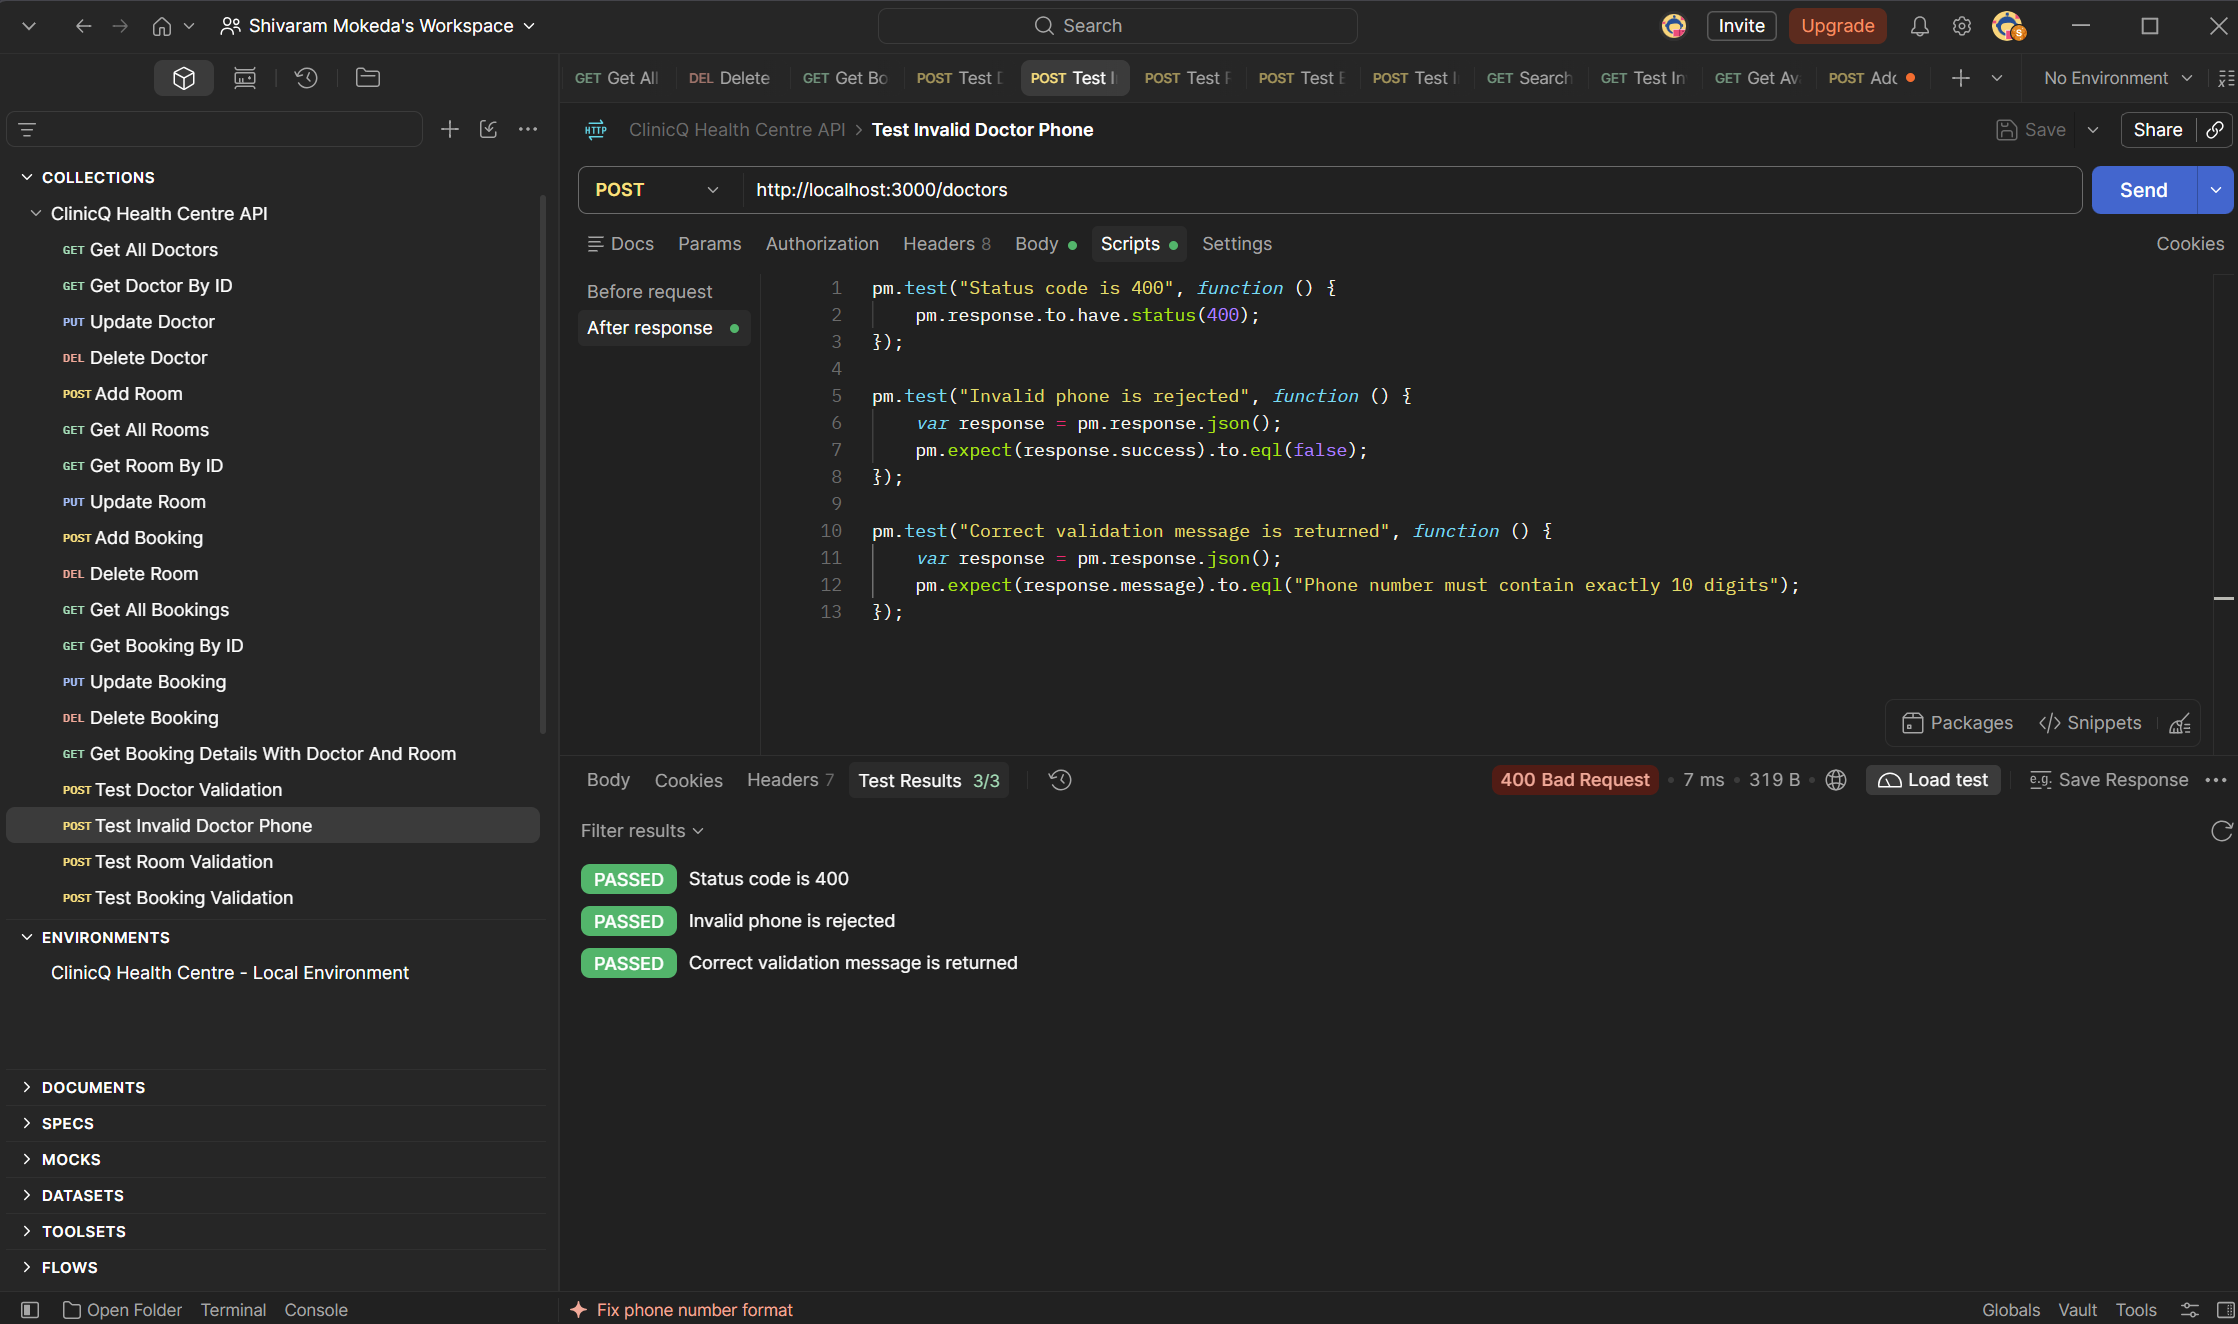 Shivaram Mokeda's Workspace
Search
Invite
Upgrade
GET Get All
DEL Delete
GET Get Bo
POST Test D
POST Test I
POST Test
POST Test
POST Test I
GET Search
GET Test In
GET Get Av
POST Add
No Environment
HTTP
ClinicQ Health Centre API > Test Invalid Doctor Phone
Save
Share
COLLECTIONS
ClinicQ Health Centre API
GET Get All Doctors
GET Get Doctor By ID
PUT Update Doctor
DEL Delete Doctor
POST Add Room
GET Get All Rooms
GET Get Room By ID
PUT Update Room
POST Add Booking
DEL Delete Room
GET Get All Bookings
GET Get Booking By ID
PUT Update Booking
DEL Delete Booking
GET Get Booking Details With Doctor And Room
POST Test Doctor Validation
POST Test Invalid Doctor Phone
POST Test Room Validation
POST Test Booking Validation
ENVIRONMENTS
ClinicQ Health Centre - Local Environment
DOCUMENTS
SPECS
MOCKS
DATASETS
TOOLSETS
FLOWS
POST
http://localhost:3000/doctors
Send
Docs
Params
Authorization
Headers 8
Body
Scripts
Settings
Cookies
Before request
After response
1 pm.test("Status code is 400", function () {
2 pm.response.to.have.status(400);
3 });
4
5 pm.test("Invalid phone is rejected", function () {
6 var response = pm.response.json();
7 pm.expect(response.success).to.eql(false);
8 });
9
10 pm.test("Correct validation message is returned", function () {
11 var response = pm.response.json();
12 pm.expect(response.message).to.eql("Phone number must contain exactly 10 digits");
13 });
Packages
</> Snippets
Body
Cookies
Headers 7
Test Results 3/3
400 Bad Request
7 ms
319 B
Load test
e.g. Save Response
Filter results
PASSED Status code is 400
PASSED Invalid phone is rejected
PASSED Correct validation message is returned
Open Folder
Terminal
Console
Fix phone number format
Globals
Vault
Tools